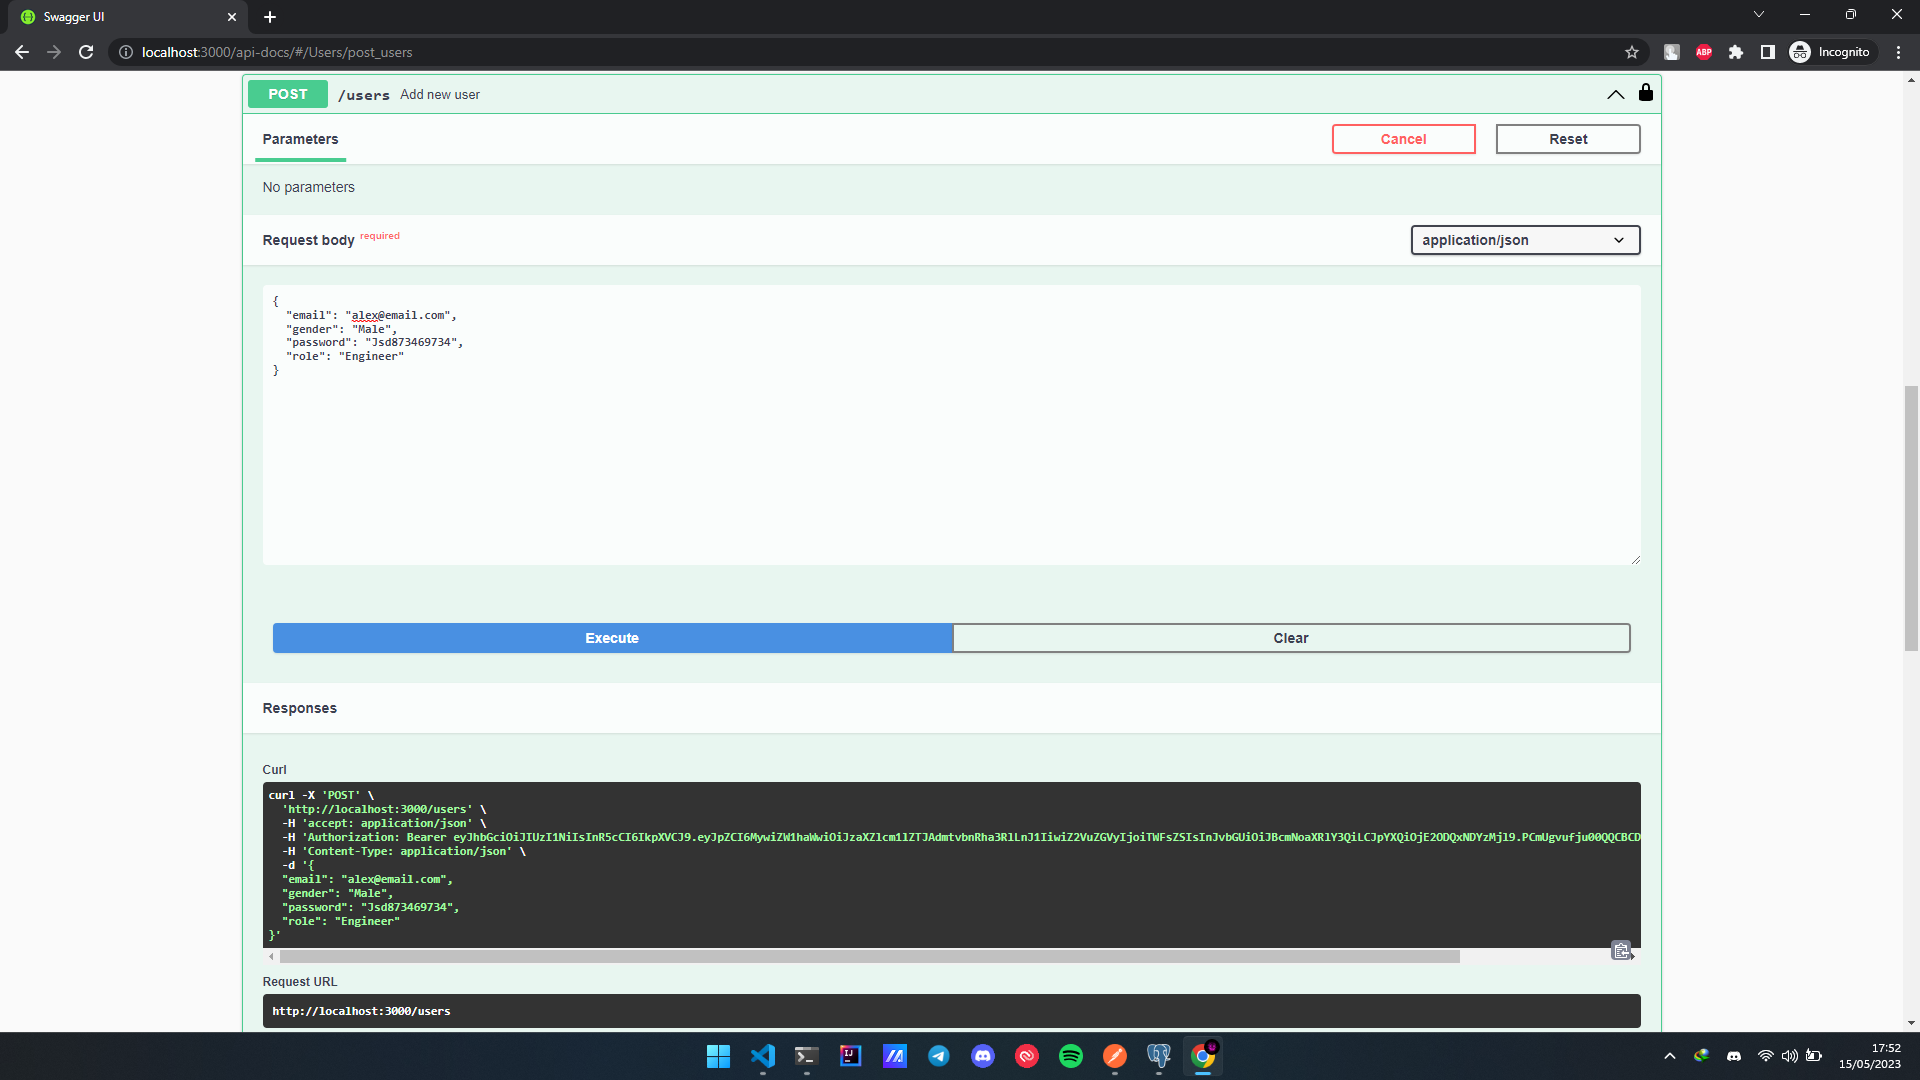 Swagger UI
localhost:3000/api-docs/#/Users/post_users
ABP
Incognito
POST /users Add new user
Parameters
Cancel
Reset
No parameters
Request body required
application/json
{
"email": "alex@email.com",
"gender": "Male",
"password": "Jsd873469734",
"role": "Engineer"
}
Execute
Clear
Responses
Curl
curl -X 'POST' \
'http://localhost:3000/users' \
-H 'accept: application/json' \
-H 'Authorization: Bearer
-H 'Content-Type: application/json' \
-d '{
"email": "alex@email.com",
"gender": "Male",
"password": "Jsd873469734",
"role": "Engineer"
}'
Request URL
http://localhost:3000/users
17:52
15/05/2023